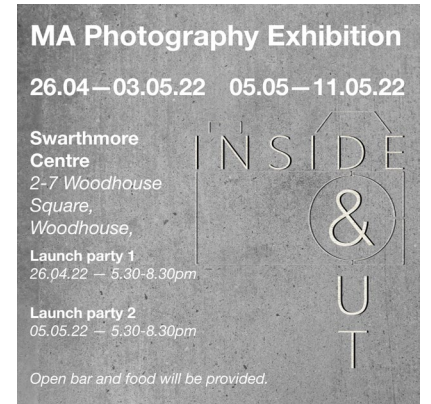 MA Photography Exhibition
26.04—03.05.22 05.05—11.05.22
Swarthmore
Centre
2-7 Woodhouse
Square,
Woodhouse,
Launch party 1
26.04.22 — 5.30-8.30pm
Launch party 2
05.05.22 — 5.30-8.30pm
Open bar and food will be provided.
INSIDE
&
U
T